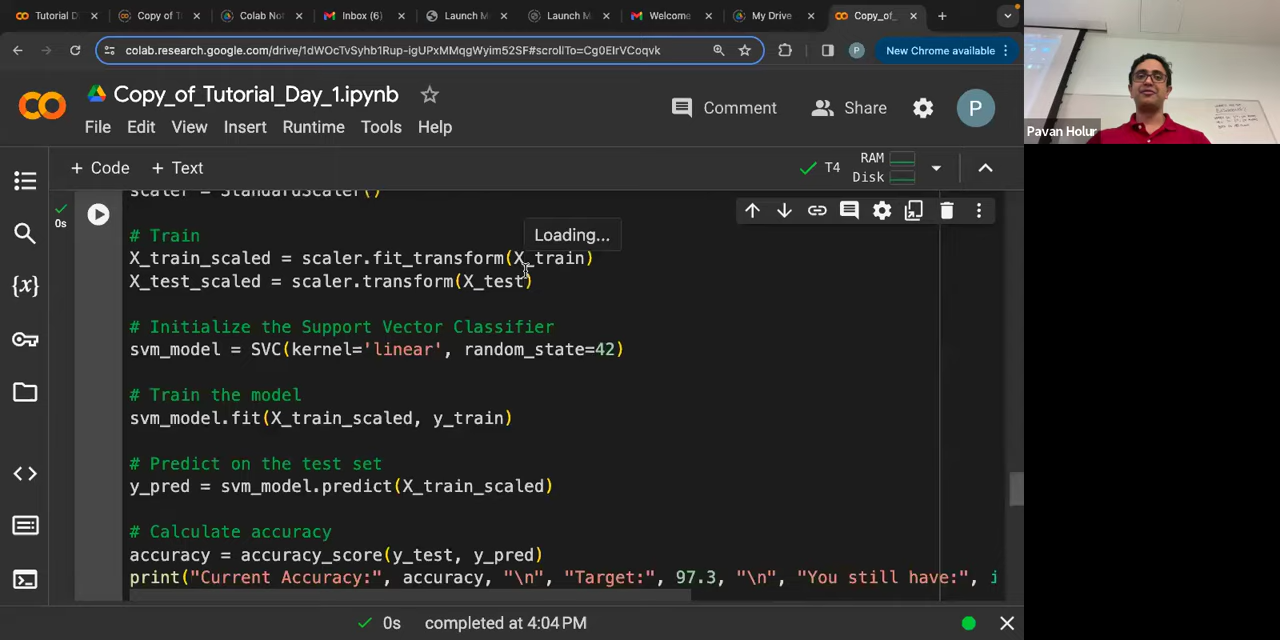 Tutorial D
Copy of T
Colab Not
Inbox (6)
Launch M
Launch M
Welcome
My Drive
Copy_of_
colab.research.google.com/drive/1dWOcTvSyhb1Rup-igUPxMMqgWyim52SF#scrollTo=Cg0EIrVCoqvk
P
New Chrome available
Copy_of_Tutorial_Day_1.ipynb
Comment
Share
P
File Edit View Insert Runtime Tools Help
+ Code + Text
T4
RAM
Disk
0s
scaler = StandardScaler()
# Train
Loading...
X_train_scaled = scaler.fit_transform(X_train)
X_test_scaled = scaler.transform(X_test)
# Initialize the Support Vector Classifier
svm_model = SVC(kernel='linear', random_state=42)
# Train the model
svm_model.fit(X_train_scaled, y_train)
# Predict on the test set
y_pred = svm_model.predict(X_train_scaled)
# Calculate accuracy
accuracy = accuracy_score(y_test, y_pred)
print("Current Accuracy:", accuracy, "\n", "Target:", 97.3, "\n", "You still have:", i
0s completed at 4:04 PM
Pavan Holur